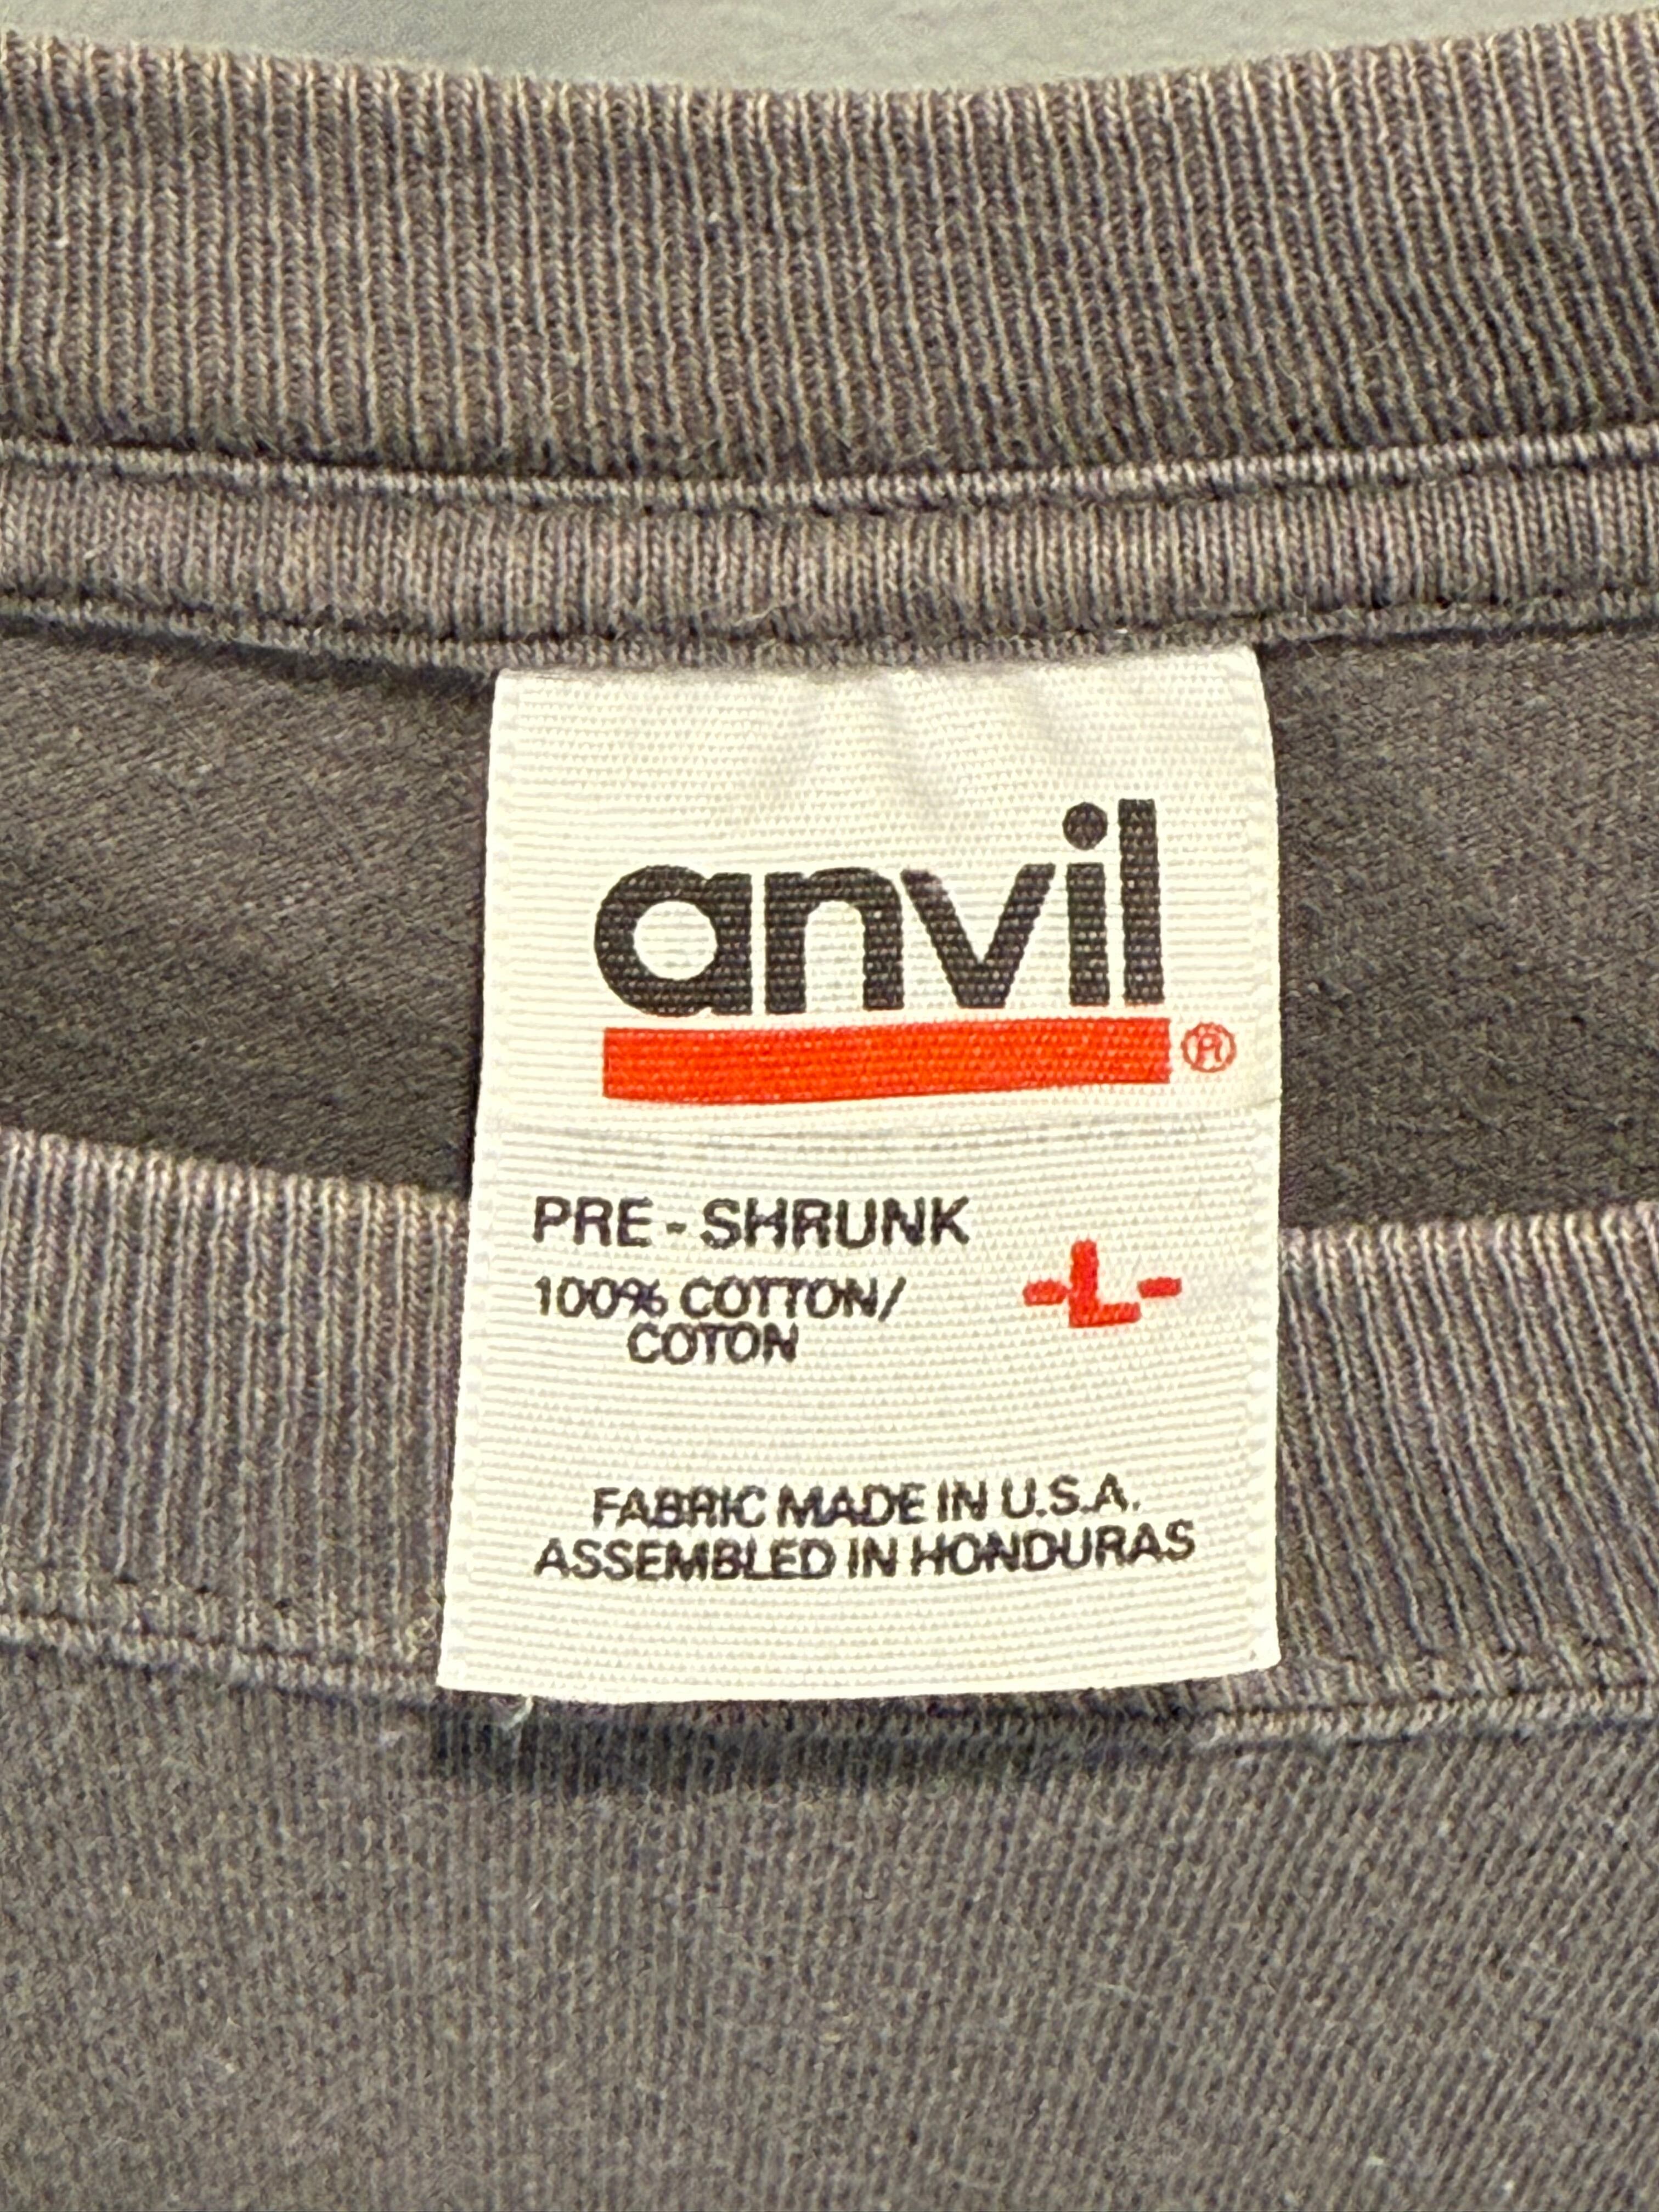 anvil
®
PRE-SHRUNK
-L-
100% COTTON/
COTON
FABRIC MADE IN U.S.A.
ASSEMBLED IN HONDURAS